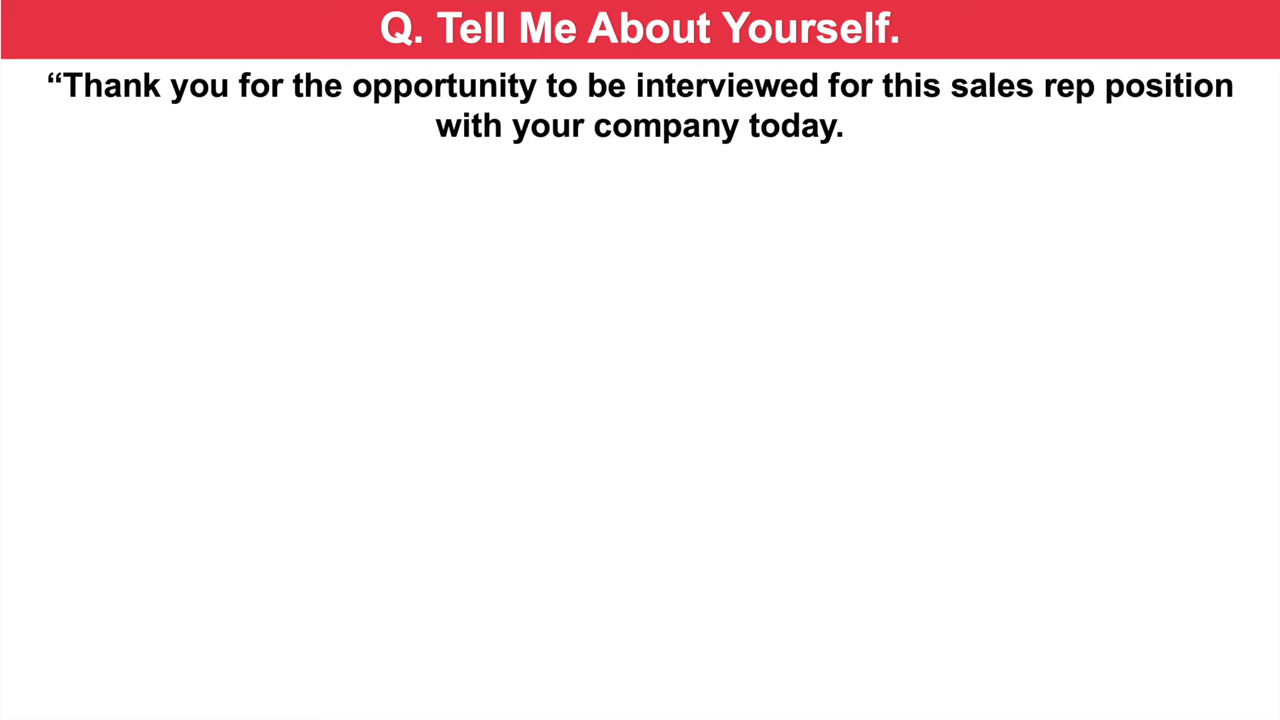 Q. Tell Me About Yourself.
“Thank you for the opportunity to be interviewed for this sales rep position
with your company today.